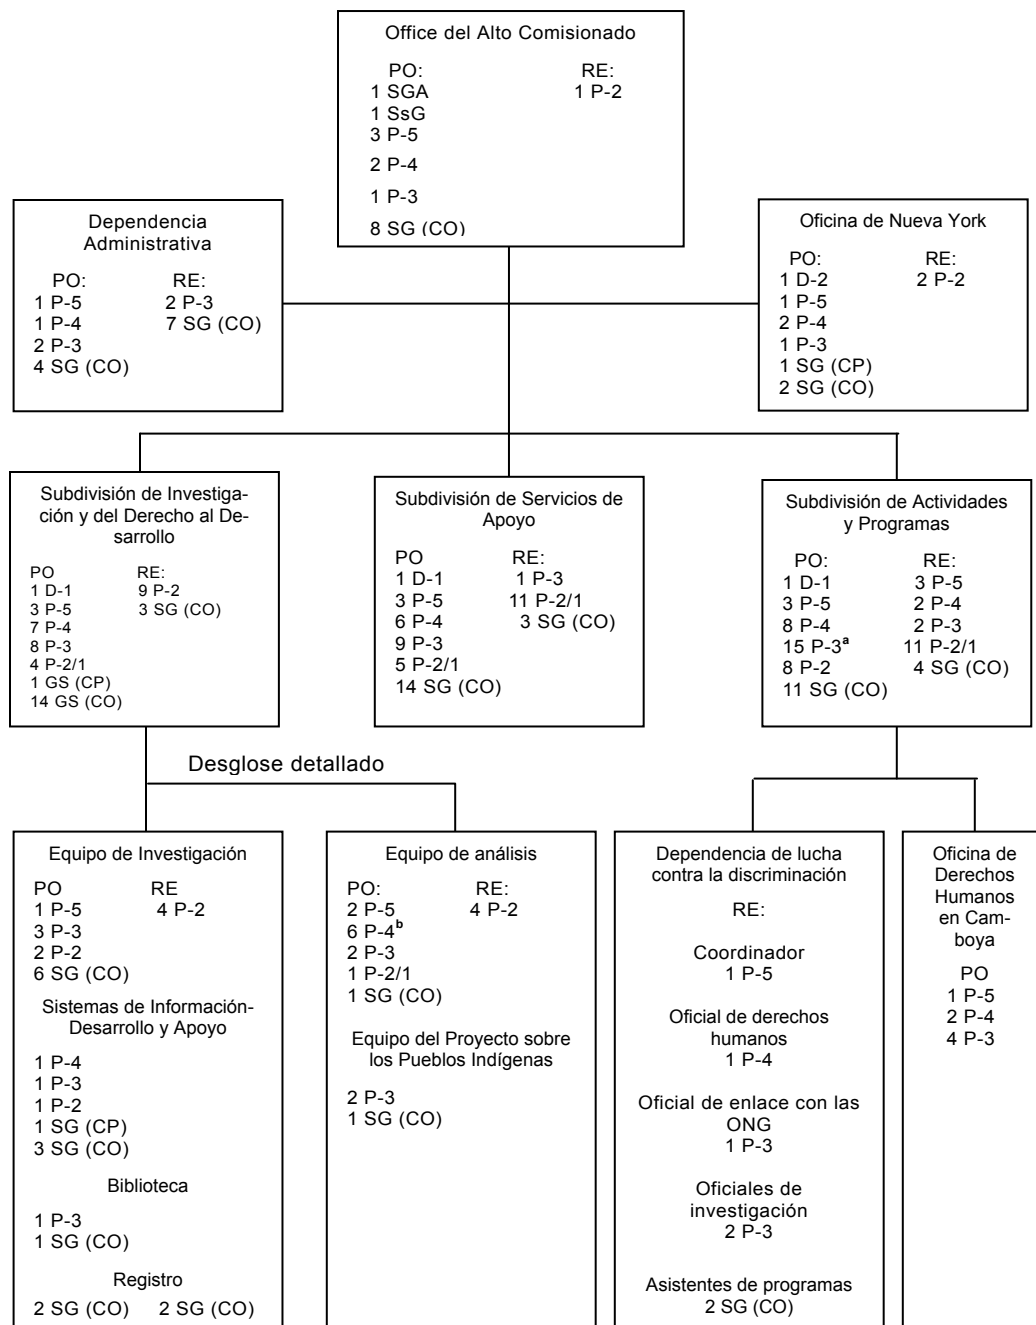 Office del Alto Comisionado
PO: RE:
1 SGA 1 P-2
1 SsG
3 P-5
2 P-4
1 P-3
8 SG (CO)
Dependencia
Administrativa
PO: RE:
1 P-5 2 P-3
1 P-4 7 SG (CO)
2 P-3
4 SG (CO)
Oficina de Nueva York
PO: RE:
1 D-2 2 P-2
1 P-5
2 P-4
1 P-3
1 SG (CP)
2 SG (CO)
Subdivisión de Investiga-
ción y del Derecho al De-
sarrollo
PO RE:
1 D-1 9 P-2
3 P-5 3 SG (CO)
7 P-4
8 P-3
4 P-2/1
1 GS (CP)
14 GS (CO)
Subdivisión de Servicios de
Apoyo
PO RE:
1 D-1 1 P-3
3 P-5 11 P-2/1
6 P-4 3 SG (CO)
9 P-3
5 P-2/1
14 SG (CO)
Subdivisión de Actividades
y Programas
PO: RE:
1 D-1 3 P-5
3 P-5 2 P-4
8 P-4 2 P-3
15 P-3a 11 P-2/1
8 P-2 4 SG (CO)
11 SG (CO)
Desglose detallado
Equipo de Investigación
PO RE
1 P-5 4 P-2
3 P-3
2 P-2
6 SG (CO)
Sistemas de Información-
Desarrollo y Apoyo
1 P-4
1 P-3
1 P-2
1 SG (CP)
3 SG (CO)
Biblioteca
1 P-3
1 SG (CO)
Registro
2 SG (CO) 2 SG (CO)
Equipo de análisis
PO: RE:
2 P-5 4 P-2
6 P-4b
2 P-3
1 P-2/1
1 SG (CO)
Equipo del Proyecto sobre
los Pueblos Indígenas
2 P-3
1 SG (CO)
Dependencia de lucha
contra la discriminación
RE:
Coordinador
1 P-5
Oficial de derechos
humanos
1 P-4
Oficial de enlace con las
ONG
1 P-3
Oficiales de
investigación
2 P-3
Asistentes de programas
2 SG (CO)
Oficina de
Derechos
Humanos
en Cam-
boya
PO
1 P-5
2 P-4
4 P-3